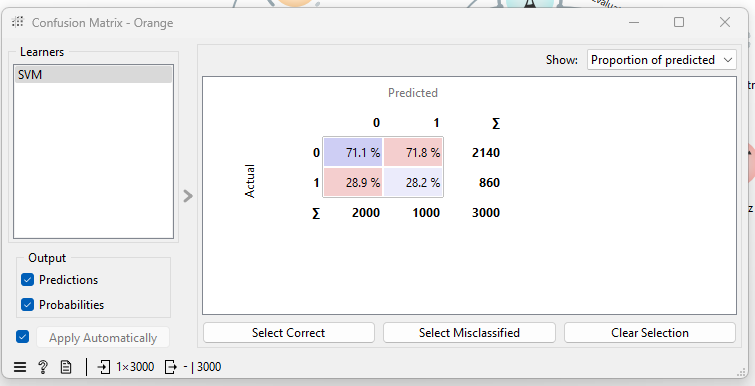 Confusion Matrix - Orange
Learners
SVM
Output
Predictions
Probabilities
Apply Automatically
1×3000
- | 3000
Show: Proportion of predicted
Predicted
0 1 ∑
Actual
0 71.1 % 71.8 % 2140
1 28.9 % 28.2 % 860
∑ 2000 1000 3000
Select Correct
Select Misclassified
Clear Selection